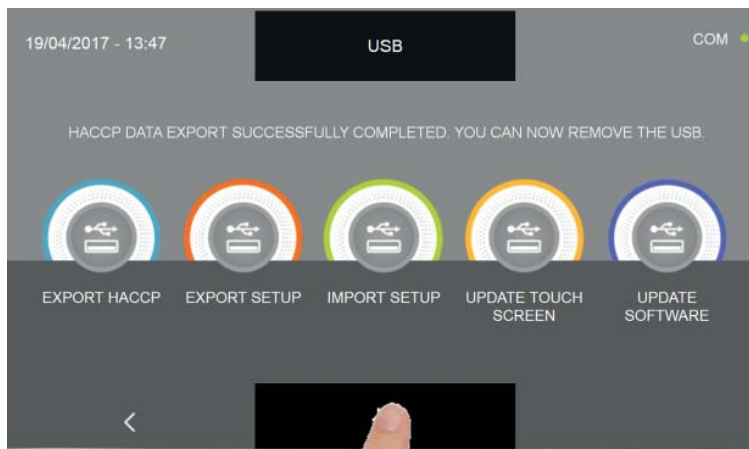 19/04/2017 - 13:47
USB
COM
HACCP DATA EXPORT SUCCESSFULLY COMPLETED. YOU CAN NOW REMOVE THE USB.
EXPORT HACCP
EXPORT SETUP
IMPORT SETUP
UPDATE TOUCH
SCREEN
UPDATE
SOFTWARE